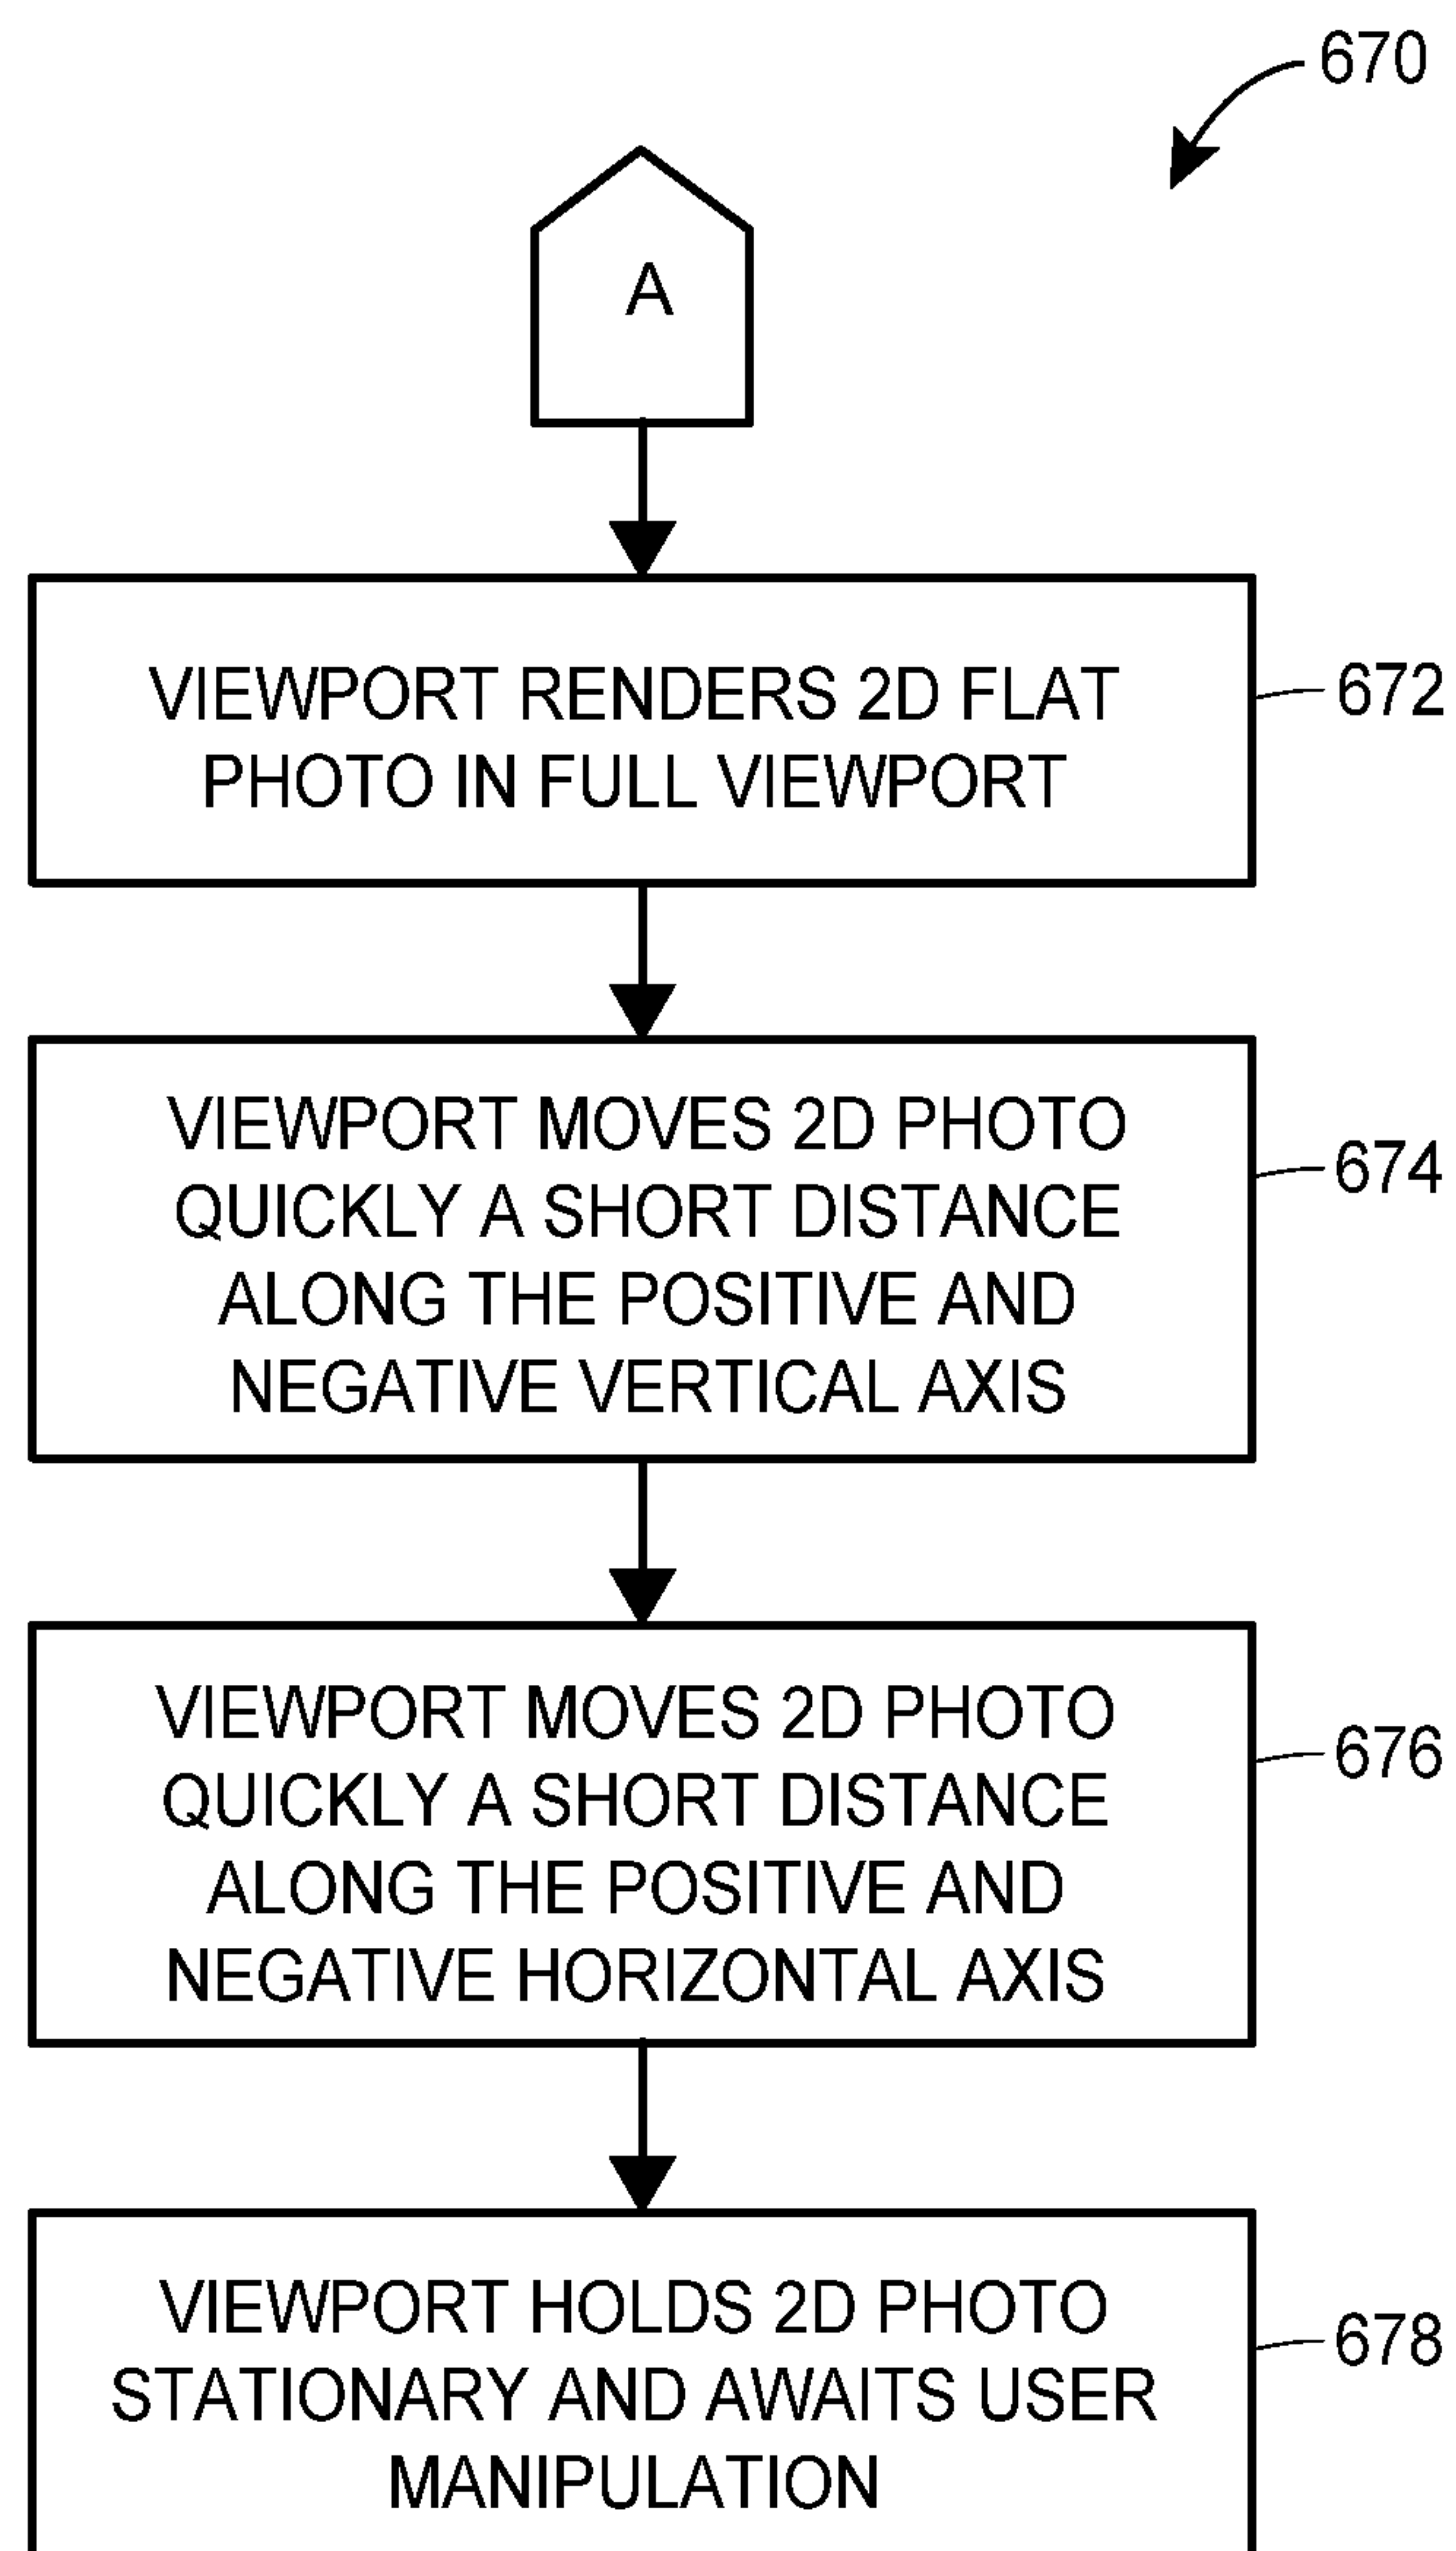 670
A
VIEWPORT RENDERS 2D FLAT
PHOTO IN FULL VIEWPORT
672
VIEWPORT MOVES 2D PHOTO
QUICKLY A SHORT DISTANCE
ALONG THE POSITIVE AND
NEGATIVE VERTICAL AXIS
674
VIEWPORT MOVES 2D PHOTO
QUICKLY A SHORT DISTANCE
ALONG THE POSITIVE AND
NEGATIVE HORIZONTAL AXIS
676
VIEWPORT HOLDS 2D PHOTO
STATIONARY AND AWAITS USER
MANIPULATION
678